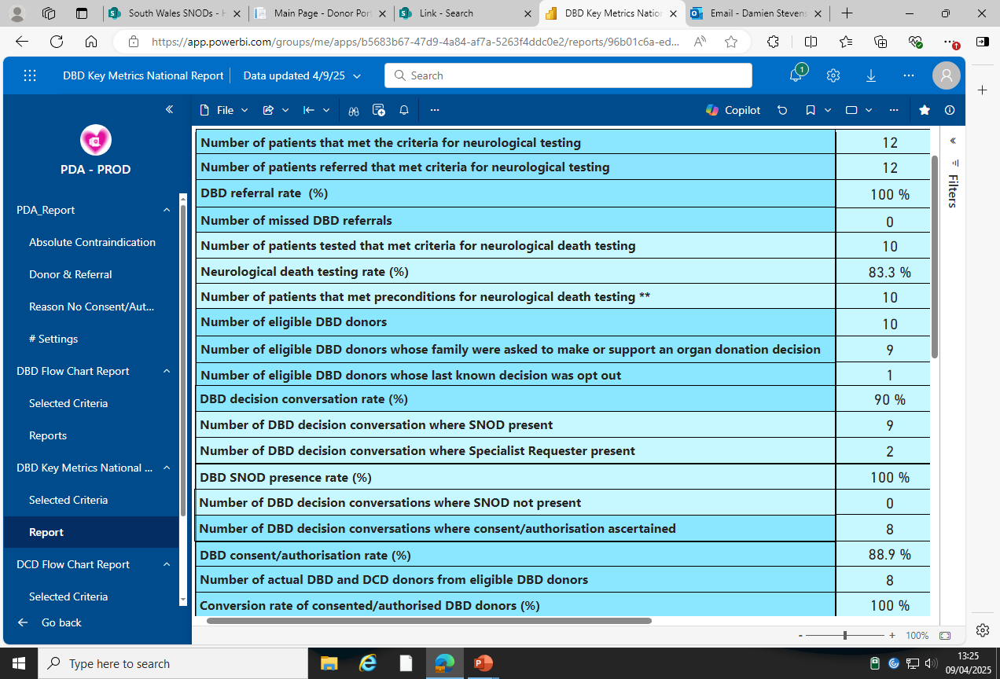 South Wales SNODs - H
Main Page - Donor Port
Link - Search
DBD Key Metrics Nation
Email - Damien Stevens
https://app.powerbi.com/groups/me/apps/b5683b67-47d9-4a84-af7a-5263f4ddc0e2/reports/96b01c6a-ed...
DBD Key Metrics National Report
Data updated 4/9/25
Search
1
File
Copilot
PDA - PROD
PDA_Report
Absolute Contraindication
Donor & Referral
Reason No Consent/Aut...
# Settings
DBD Flow Chart Report
Selected Criteria
Reports
DBD Key Metrics National ...
Selected Criteria
Report
DCD Flow Chart Report
Selected Criteria
Go back
Number of patients that met the criteria for neurological testing 12
Number of patients referred that met criteria for neurological testing 12
DBD referral rate (%) 100 %
Number of missed DBD referrals 0
Number of patients tested that met criteria for neurological death testing 10
Neurological death testing rate (%) 83.3 %
Number of patients that met preconditions for neurological death testing ** 10
Number of eligible DBD donors 10
Number of eligible DBD donors whose family were asked to make or support an organ donation decision 9
Number of eligible DBD donors whose last known decision was opt out 1
DBD decision conversation rate (%) 90 %
Number of DBD decision conversation where SNOD present 9
Number of DBD decision conversation where Specialist Requester present 2
DBD SNOD presence rate (%) 100 %
Number of DBD decision conversations where SNOD not present 0
Number of DBD decision conversations where consent/authorisation ascertained 8
DBD consent/authorisation rate (%) 88.9 %
Number of actual DBD and DCD donors from eligible DBD donors 8
Conversion rate of consented/authorised DBD donors (%) 100 %
Filters
- + 100%
Type here to search
13:25
09/04/2025